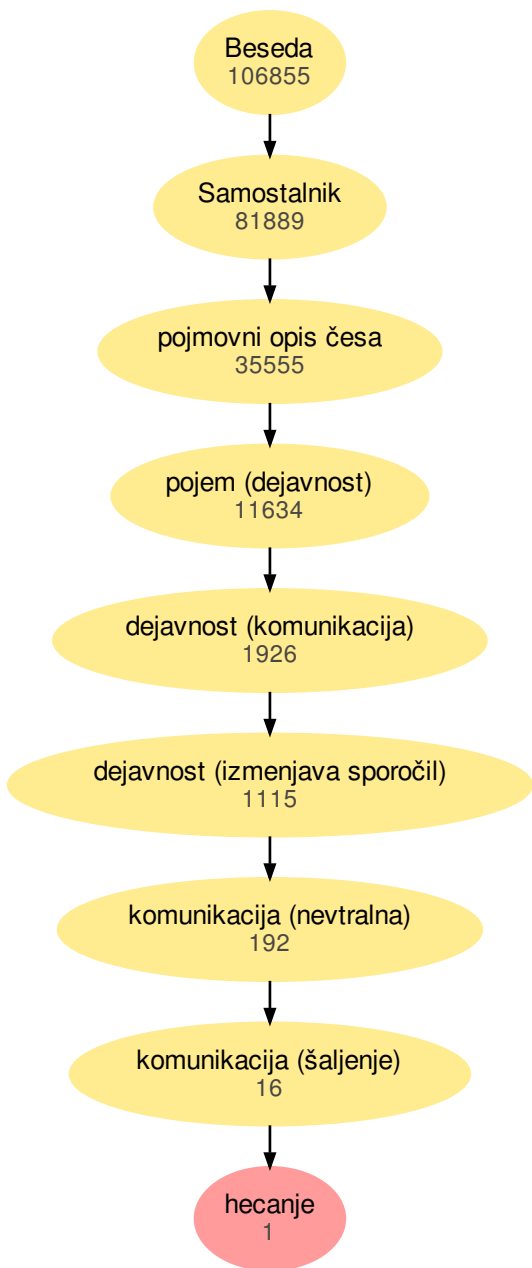 Beseda
106855
Samostalnik
81889
pojmovni opis česa
35555
pojem (dejavnost)
11634
dejavnost (komunikacija)
1926
dejavnost (izmenjava sporočil)
1115
komunikacija (nevtralna)
192
komunikacija (šaljenje)
16
hecanje
1